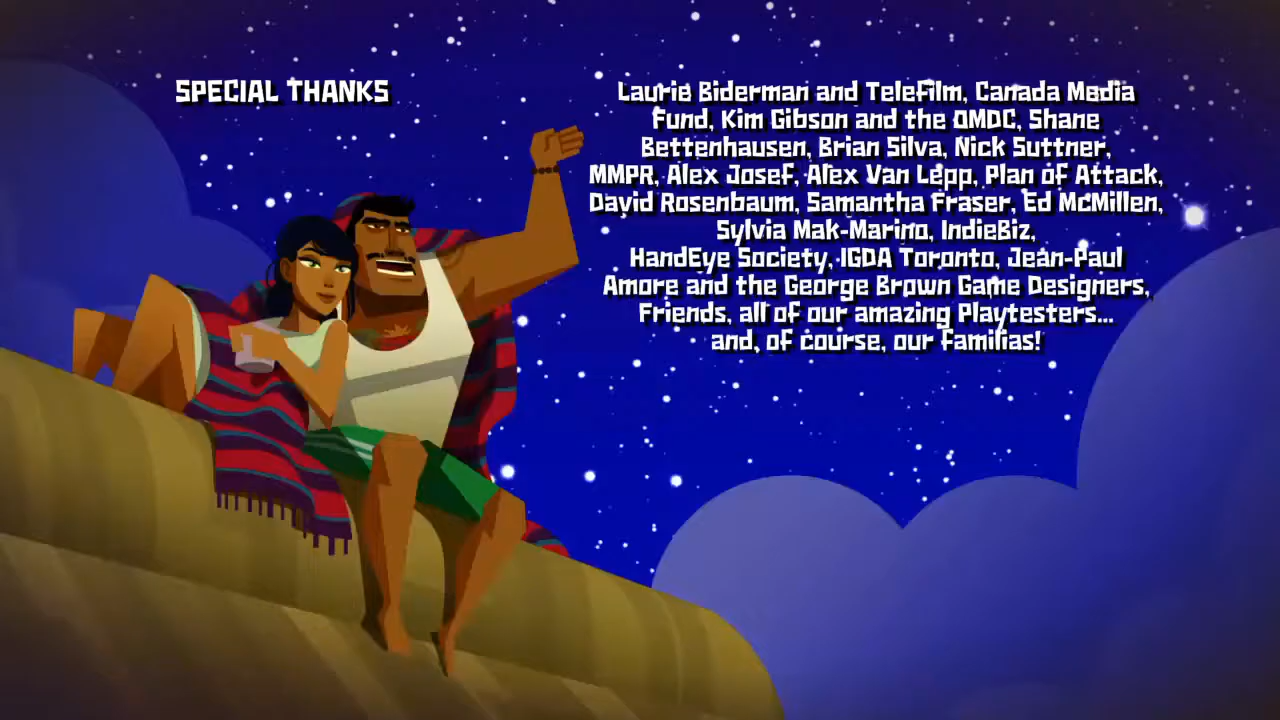 SPECIAL THANKS
Laurie Biderman and TeleFilm, Canada Media
Fund, Kim Gibson and the OMDC, Shane
Bettenhausen, Brian Silva, Nick Suttner,
MMPR, Alex Josef, Alex Van Lepp, Plan of Attack,
David Rosenbaum, Samantha Fraser, Ed McMillen,
Sylvia Mak-Marino, IndieBiz,
HandEye Society, IGDA Toronto, Jean-Paul
Amore and the George Brown Game Designers,
Friends, all of our amazing Playtesters...
and, of course, our familias!